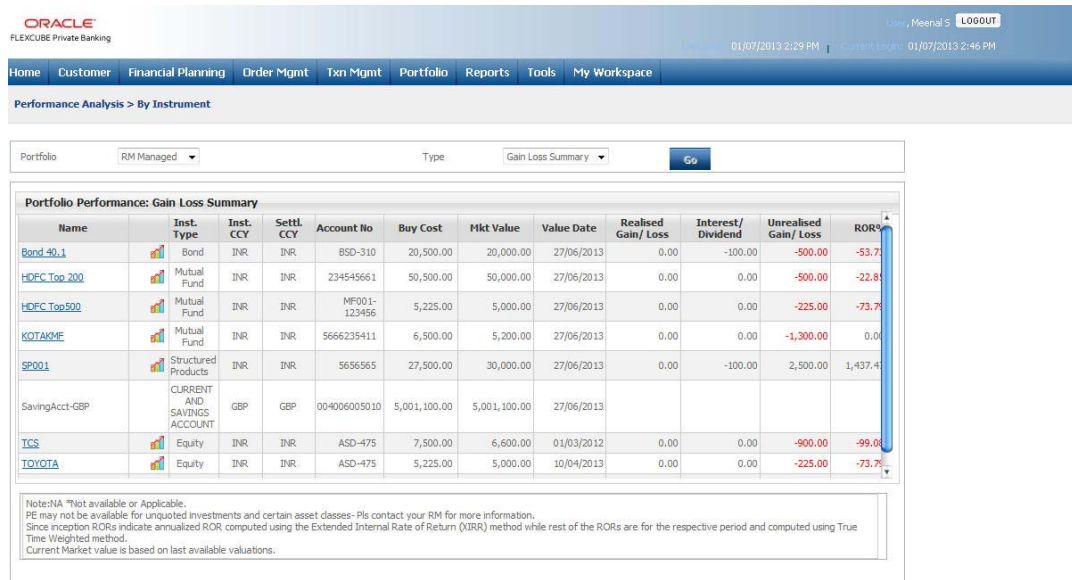 ORACLE
FLEXCUBE Private Banking
, Meenal S LOGOUT
01/07/2013 2:29 PM | 01/07/2013 2:46 PM
Home Customer Financial Planning Order Mgmt Txn Mgmt Portfolio Reports Tools My Workspace
Performance Analysis > By Instrument
Portfolio RM Managed Type Gain Loss Summary Go
Portfolio Performance: Gain Loss Summary
Name Inst. Type Inst. CCY Settl. CCY Account No Buy Cost Mkt Value Value Date Realised Gain/ Loss Interest/ Dividend Unrealised Gain/ Loss ROR%
Bond 40.1 Bond INR INR BSD-310 20,500.00 20,000.00 27/06/2013 0.00 -100.00 -500.00 -53.7
HDFC Top 200 Mutual Fund INR INR 234545661 50,500.00 50,000.00 27/06/2013 0.00 0.00 -500.00 -22.8
HDFC Top500 Mutual Fund INR INR MF001-123456 5,225.00 5,000.00 27/06/2013 0.00 0.00 -225.00 -73.7
KOTAKMF Mutual Fund INR INR 5666235411 6,500.00 5,200.00 27/06/2013 0.00 0.00 -1,300.00 0.0
SP001 Structured Products INR INR 5656565 27,500.00 30,000.00 27/06/2013 0.00 -100.00 2,500.00 1,437.4
SavingAcct-GBP CURRENT AND SAVINGS ACCOUNT GBP GBP 004006005010 5,001,100.00 5,001,100.00 27/06/2013
TCS Equity INR INR ASD-475 7,500.00 6,600.00 01/03/2012 0.00 0.00 -900.00 -99.0
TOYOTA Equity INR INR ASD-475 5,225.00 5,000.00 10/04/2013 0.00 0.00 -225.00 -73.7
Note:NA "Not available or Applicable.
PE may not be available for unquoted investments and certain asset classes- Pls contact your RM for more information.
Since inception RORs indicate annualized ROR computed using the Extended Internal Rate of Return (XIRR) method while rest of the RORs are for the respective period and computed using True
Time Weighted method.
Current Market value is based on last available valuations.